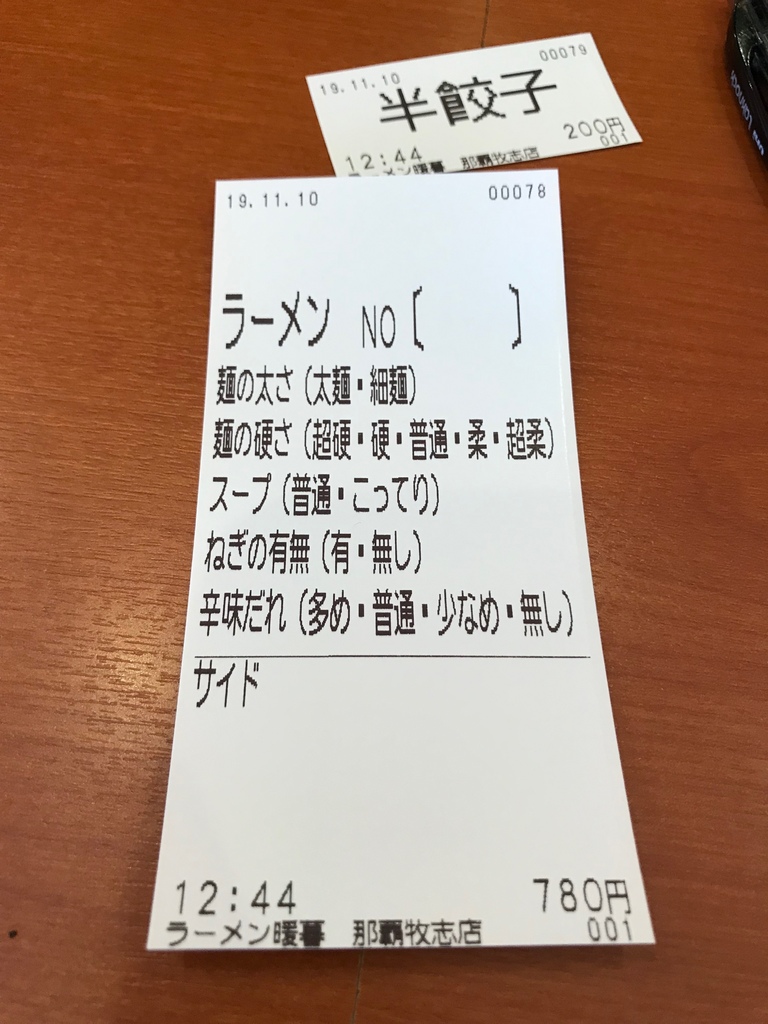 19.11.10 00079
半餃子
200円
12:44 001
ラーメン暖暮 那覇牧志店
19.11.10 00078
ラーメン NO〔 〕
麺の太さ(太麺・細麺)
麺の硬さ(超硬・硬・普通・柔・超柔)
スープ(普通・こってり)
ねぎの有無(有・無し)
辛味だれ(多め・普通・少なめ・無し)
サイド
12:44 780円
ラーメン暖暮 那覇牧志店 001